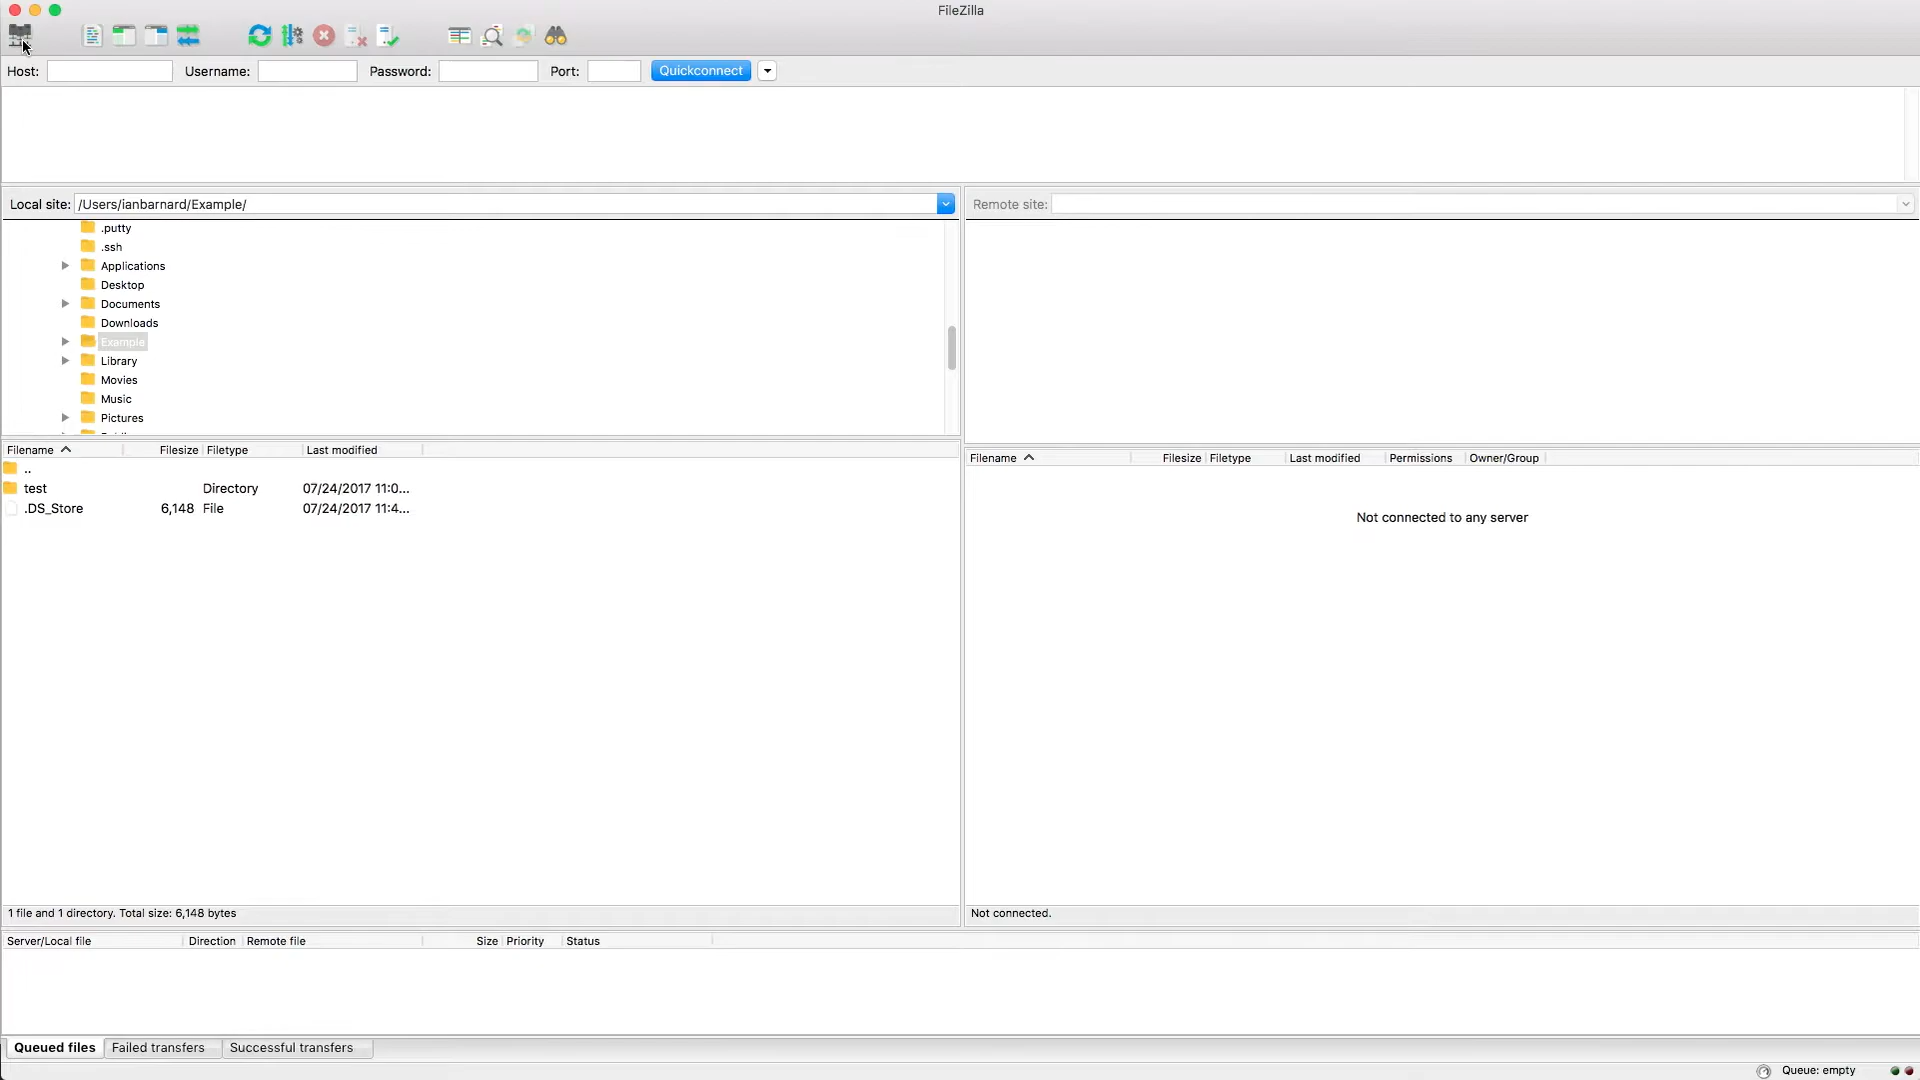 FileZilla
Host: Username: Password: Port: Quickconnect
Local site: /Users/ianbarnard/Example/
Remote site:
.putty
.ssh
Applications
Desktop
Documents
Downloads
Example
Library
Movies
Music
Pictures
Filename Filesize Filetype Last modified
..
test Directory 07/24/2017 11:0...
.DS_Store 6,148 File 07/24/2017 11:4...
1 file and 1 directory. Total size: 6,148 bytes
Filename Filesize Filetype Last modified Permissions Owner/Group
Not connected to any server
Not connected.
Server/Local file Direction Remote file Size Priority Status
Queued files Failed transfers Successful transfers
Queue: empty